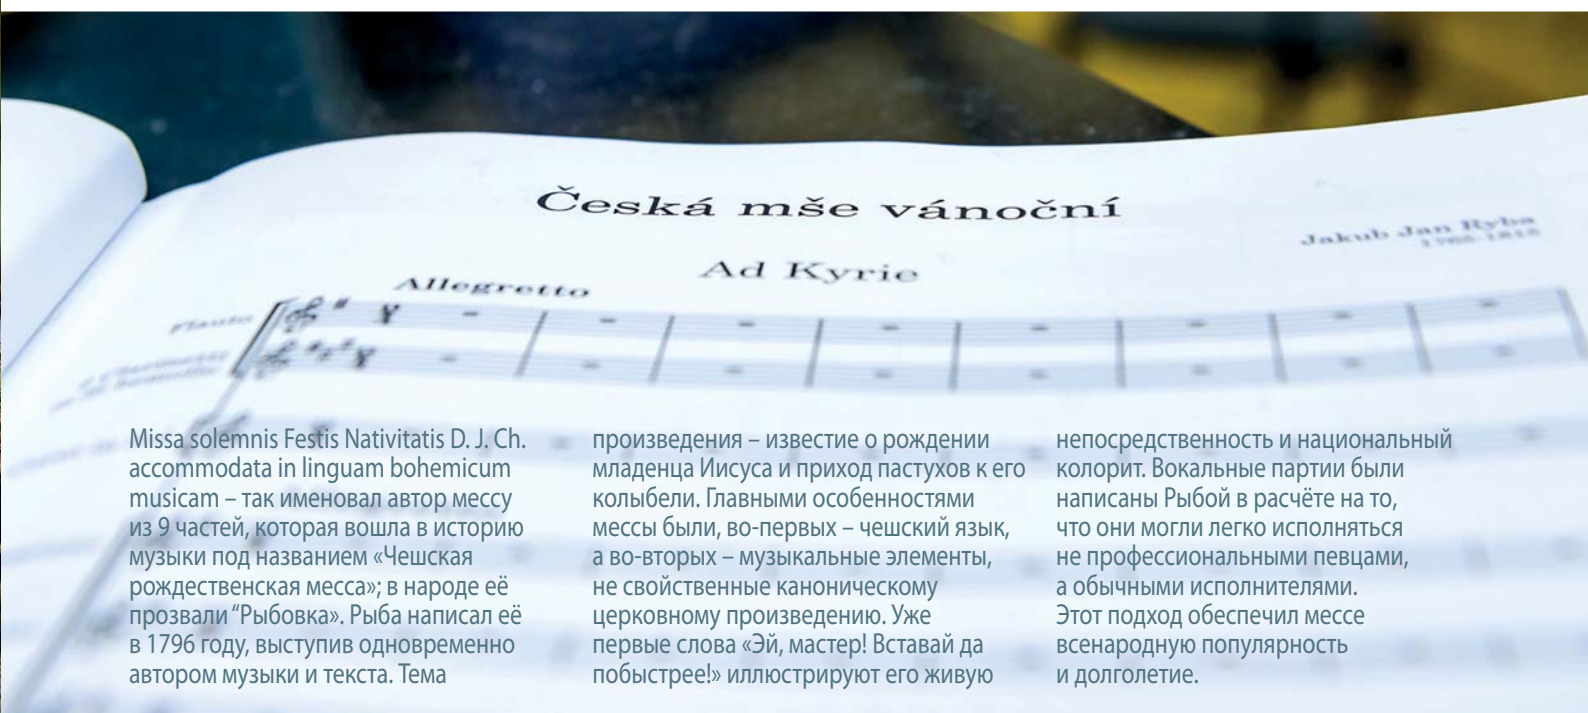 Česká mše vánoční
Jakub Jan Ryba
1765-1815
Ad Kyrie
Allegretto
Flauto
Missa solemnis Festis Nativitatis D. J. Ch.
accommodata in linguam bohemicum
musicam – так именовал автор мессу
из 9 частей, которая вошла в историю
музыки под названием «Чешская
рождественская месса»; в народе её
прозвали “Рыбовка». Рыба написал её
в 1796 году, выступив одновременно
автором музыки и текста. Тема
произведения – известие о рождении
младенца Иисуса и приход пастухов к его
колыбели. Главными особенностями
мессы были, во-первых – чешский язык,
а во-вторых – музыкальные элементы,
не свойственные каноническому
церковному произведению. Уже
первые слова «Эй, мастер! Вставай да
побыстрее!» иллюстрируют его живую
непосредственность и национальный
колорит. Вокальные партии были
написаны Рыбой в расчёте на то,
что они могли легко исполняться
не профессиональными певцами,
а обычными исполнителями.
Этот подход обеспечил мессе
всенародную популярность
и долголетие.